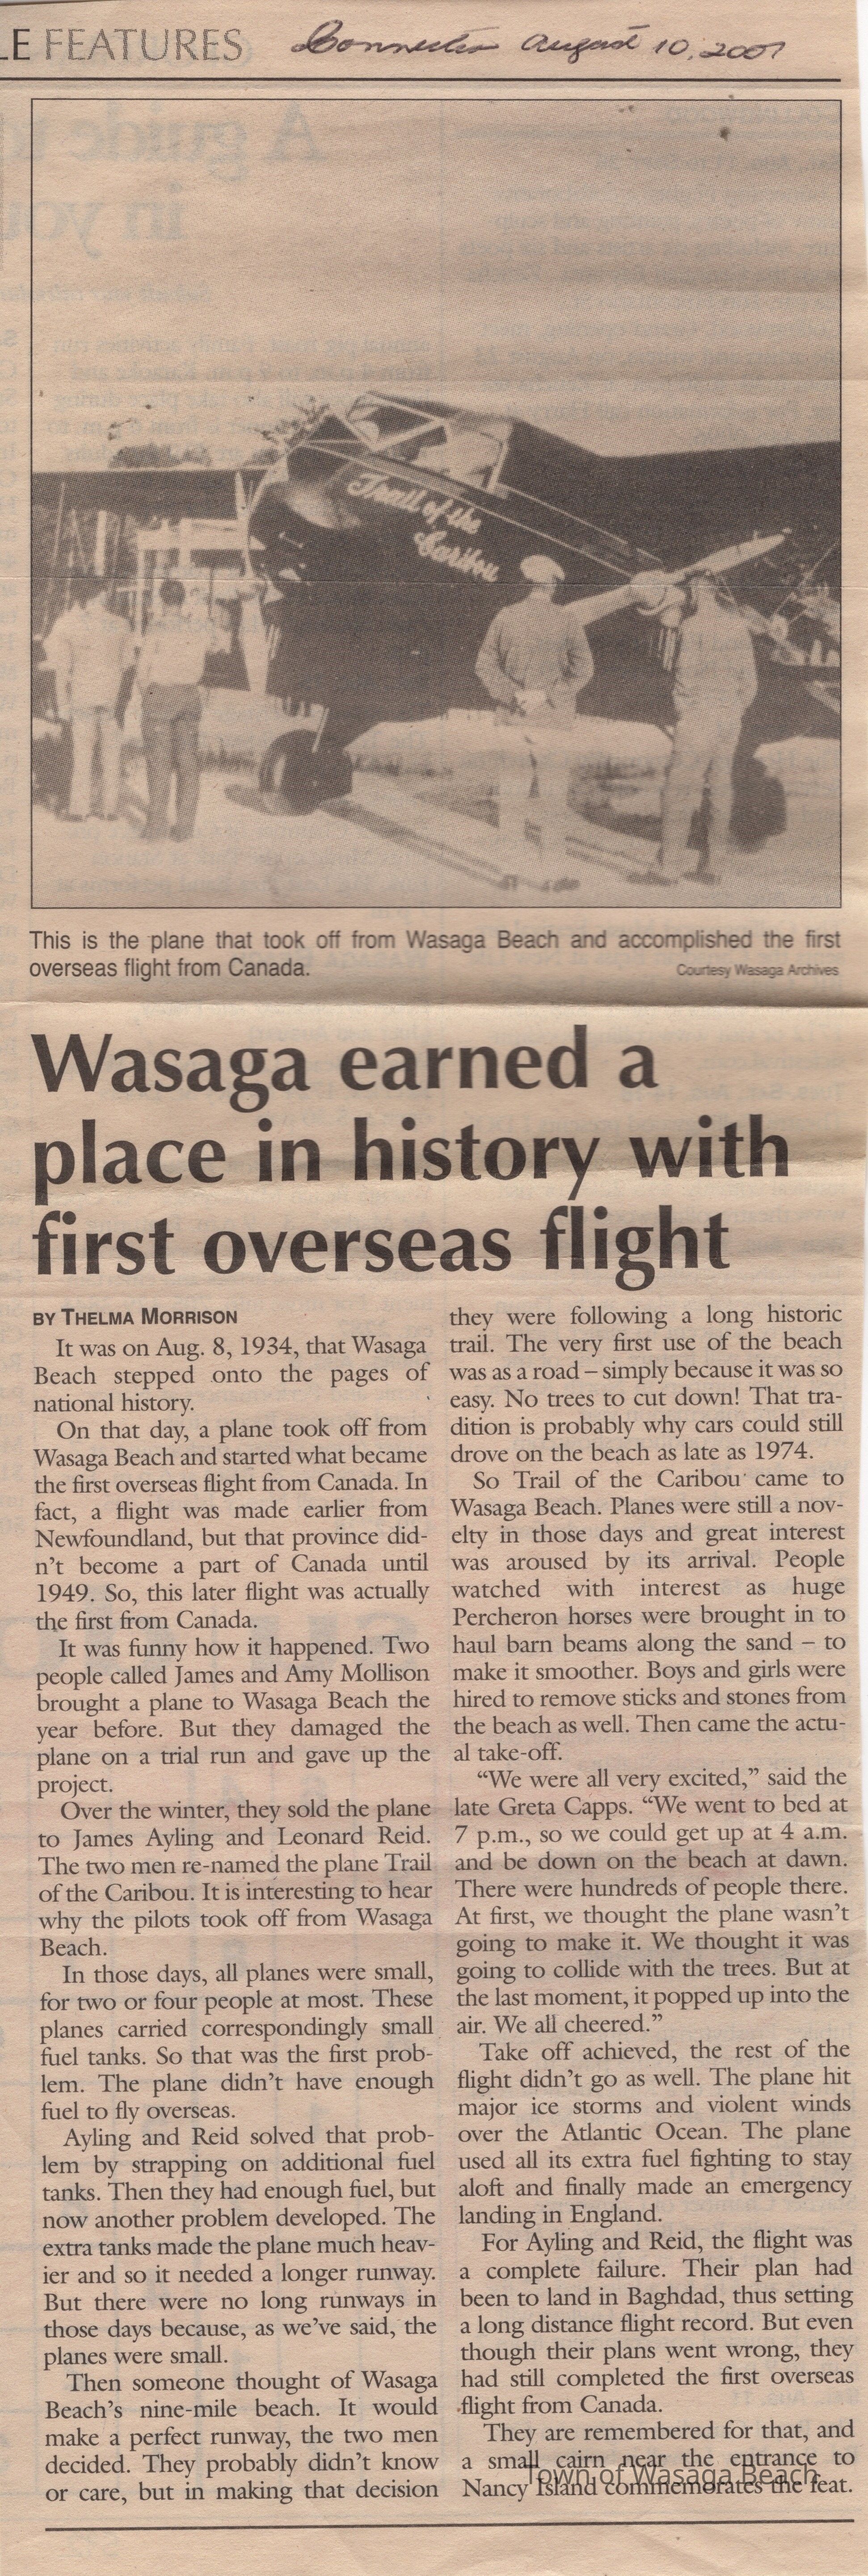 LE FEATURES
Connection August 10, 2001
Trail of the
Caribou
This is the plane that took off from Wasaga Beach and accomplished the first
overseas flight from Canada.
Courtesy Wasaga Archives
Wasaga earned a
place in history with
first overseas flight
BY THELMA MORRISON
It was on Aug. 8, 1934, that Wasaga
Beach stepped onto the pages of
national history.
On that day, a plane took off from
Wasaga Beach and started what became
the first overseas flight from Canada. In
fact, a flight was made earlier from
Newfoundland, but that province did-
n't become a part of Canada until
1949. So, this later flight was actually
the first from Canada.
It was funny how it happened. Two
people called James and Amy Mollison
brought a plane to Wasaga Beach the
year before. But they damaged the
plane on a trial run and gave up the
project.
Over the winter, they sold the plane
to James Ayling and Leonard Reid.
The two men re-named the plane Trail
of the Caribou. It is interesting to hear
why the pilots took off from Wasaga
Beach.
In those days, all planes were small,
for two or four people at most. These
planes carried correspondingly small
fuel tanks. So that was the first prob-
lem. The plane didn't have enough
fuel to fly overseas.
Ayling and Reid solved that prob-
lem by strapping on additional fuel
tanks. Then they had enough fuel, but
now another problem developed. The
extra tanks made the plane much heav-
ier and so it needed a longer runway.
But there were no long runways in
those days because, as we've said, the
planes were small.
Then someone thought of Wasaga
Beach's nine-mile beach. It would
make a perfect runway, the two men
decided. They probably didn't know
or care, but in making that decision
they were following a long historic
trail. The very first use of the beach
was as a road – simply because it was so
easy. No trees to cut down! That tra-
dition is probably why cars could still
drove on the beach as late as 1974.
So Trail of the Caribou came to
Wasaga Beach. Planes were still a nov-
elty in those days and great interest
was aroused by its arrival. People
watched with interest as huge
Percheron horses were brought in to
haul barn beams along the sand – to
make it smoother. Boys and girls were
hired to remove sticks and stones from
the beach as well. Then came the actu-
al take-off.
“We were all very excited,” said the
late Greta Capps. “We went to bed at
7 p.m., so we could get up at 4 a.m.
and be down on the beach at dawn.
There were hundreds of people there.
At first, we thought the plane wasn't
going to make it. We thought it was
going to collide with the trees. But at
the last moment, it popped up into the
air. We all cheered.”
Take off achieved, the rest of the
flight didn't go as well. The plane hit
major ice storms and violent winds
over the Atlantic Ocean. The plane
used all its extra fuel fighting to stay
aloft and finally made an emergency
landing in England.
For Ayling and Reid, the flight was
a complete failure. Their plan had
been to land in Baghdad, thus setting
a long distance flight record. But even
though their plans went wrong, they
had still completed the first overseas
flight from Canada.
They are remembered for that, and
a small cairn near the entrance to
Nancy Island commemorates the feat.
Town of Wasaga Beach